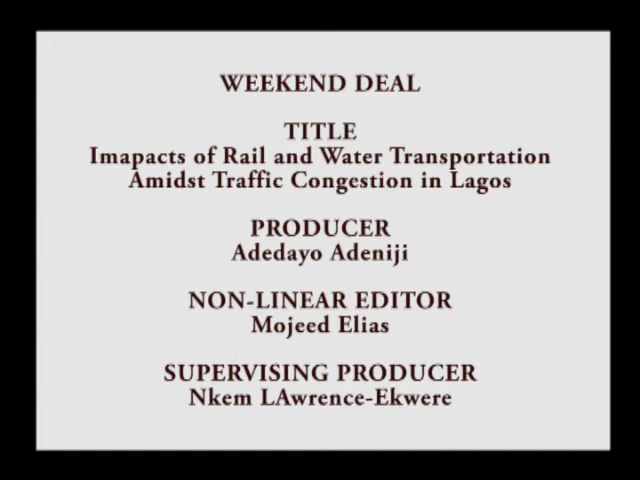 WEEKEND DEAL
TITLE
Imapacts of Rail and Water Transportation
Amidst Traffic Congestion in Lagos
PRODUCER
Adedayo Adeniji
NON-LINEAR EDITOR
Mojeed Elias
SUPERVISING PRODUCER
Nkem LAwrence-Ekwere